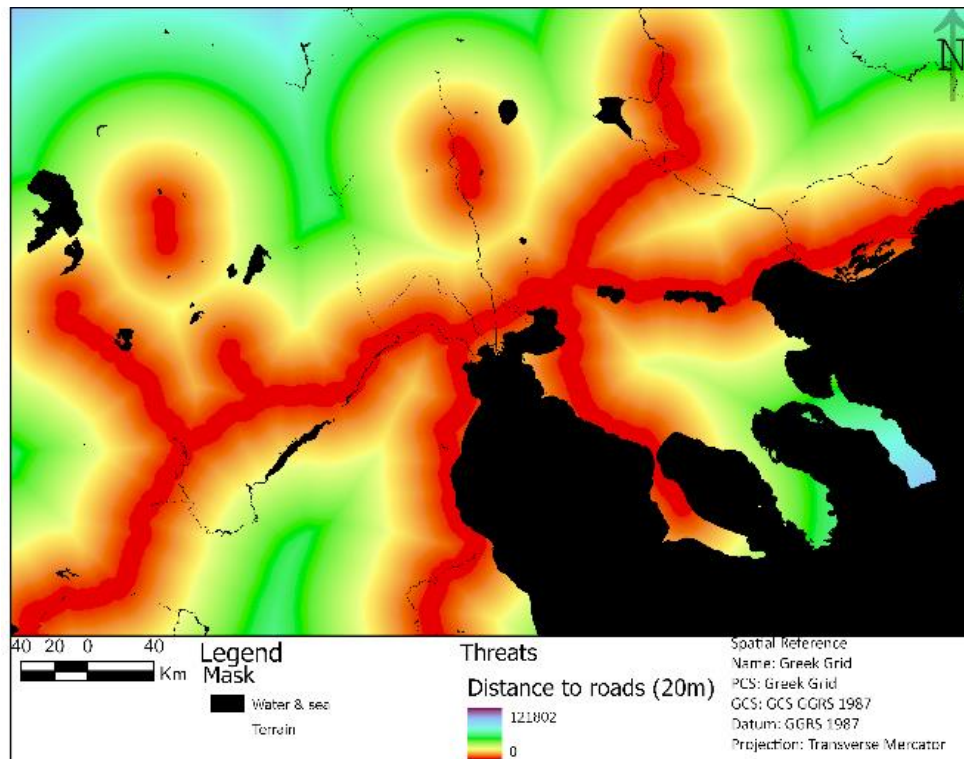 N
40 20 0 40
Km
Legend
Mask
Water & sea
Terrain
Threats
Distance to roads (20m)
121802
0
Spatial Reference
Name: Greek Grid
PCS: Greek Grid
GCS: GCS GGRS 1987
Datum: GGRS 1987
Projection: Transverse Mercator